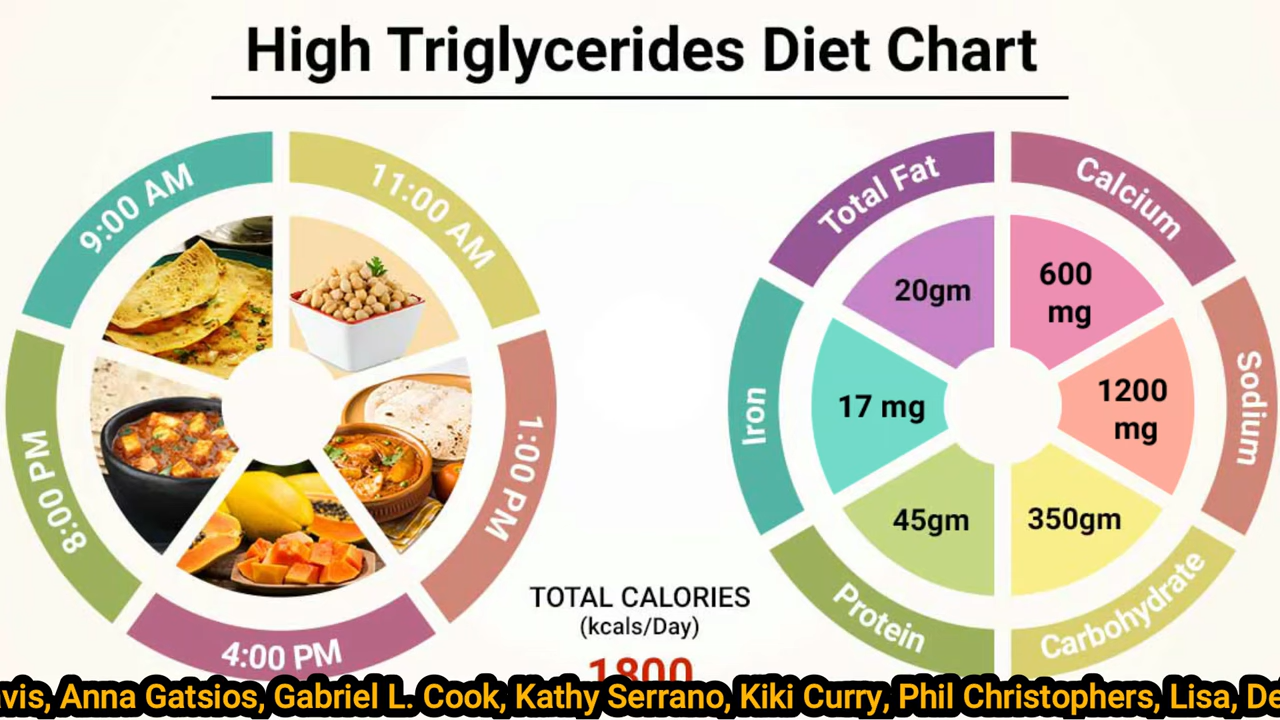 High Triglycerides Diet Chart
9:00 AM
11:00 AM
1:00 PM
4:00 PM
8:00 PM
TOTAL CALORIES
(kcals/Day)
1800
Total Fat
20gm
Calcium
600
mg
Sodium
1200
mg
Carbohydrate
350gm
Protein
45gm
Iron
17 mg
Anna Gatsios, Gabriel L. Cook, Kathy Serrano, Kiki Curry, Phil Christophers, Lisa,